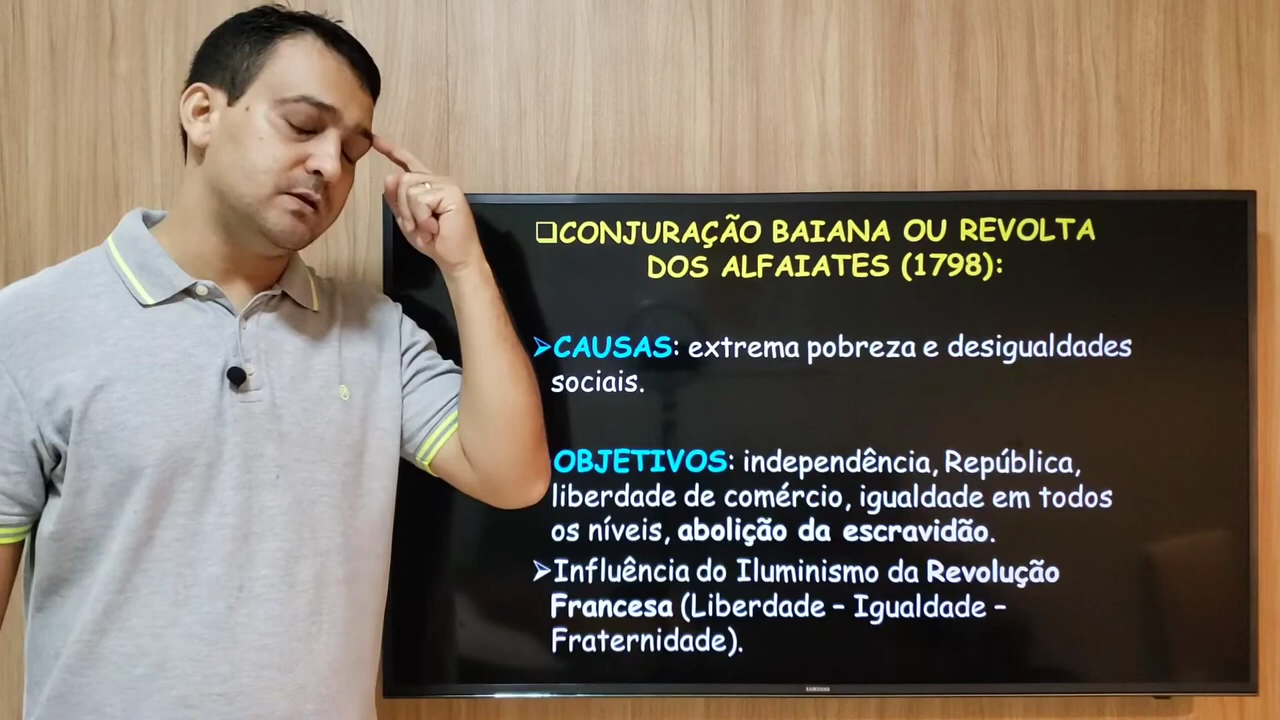 ❑CONJURAÇÃO BAIANA OU REVOLTA
DOS ALFAIATES (1798):
➢CAUSAS: extrema pobreza e desigualdades
sociais.
OBJETIVOS: independência, República,
liberdade de comércio, igualdade em todos
os níveis, abolição da escravidão.
➢Influência do Iluminismo da Revolução
Francesa (Liberdade – Igualdade –
Fraternidade).
SAMSUNG